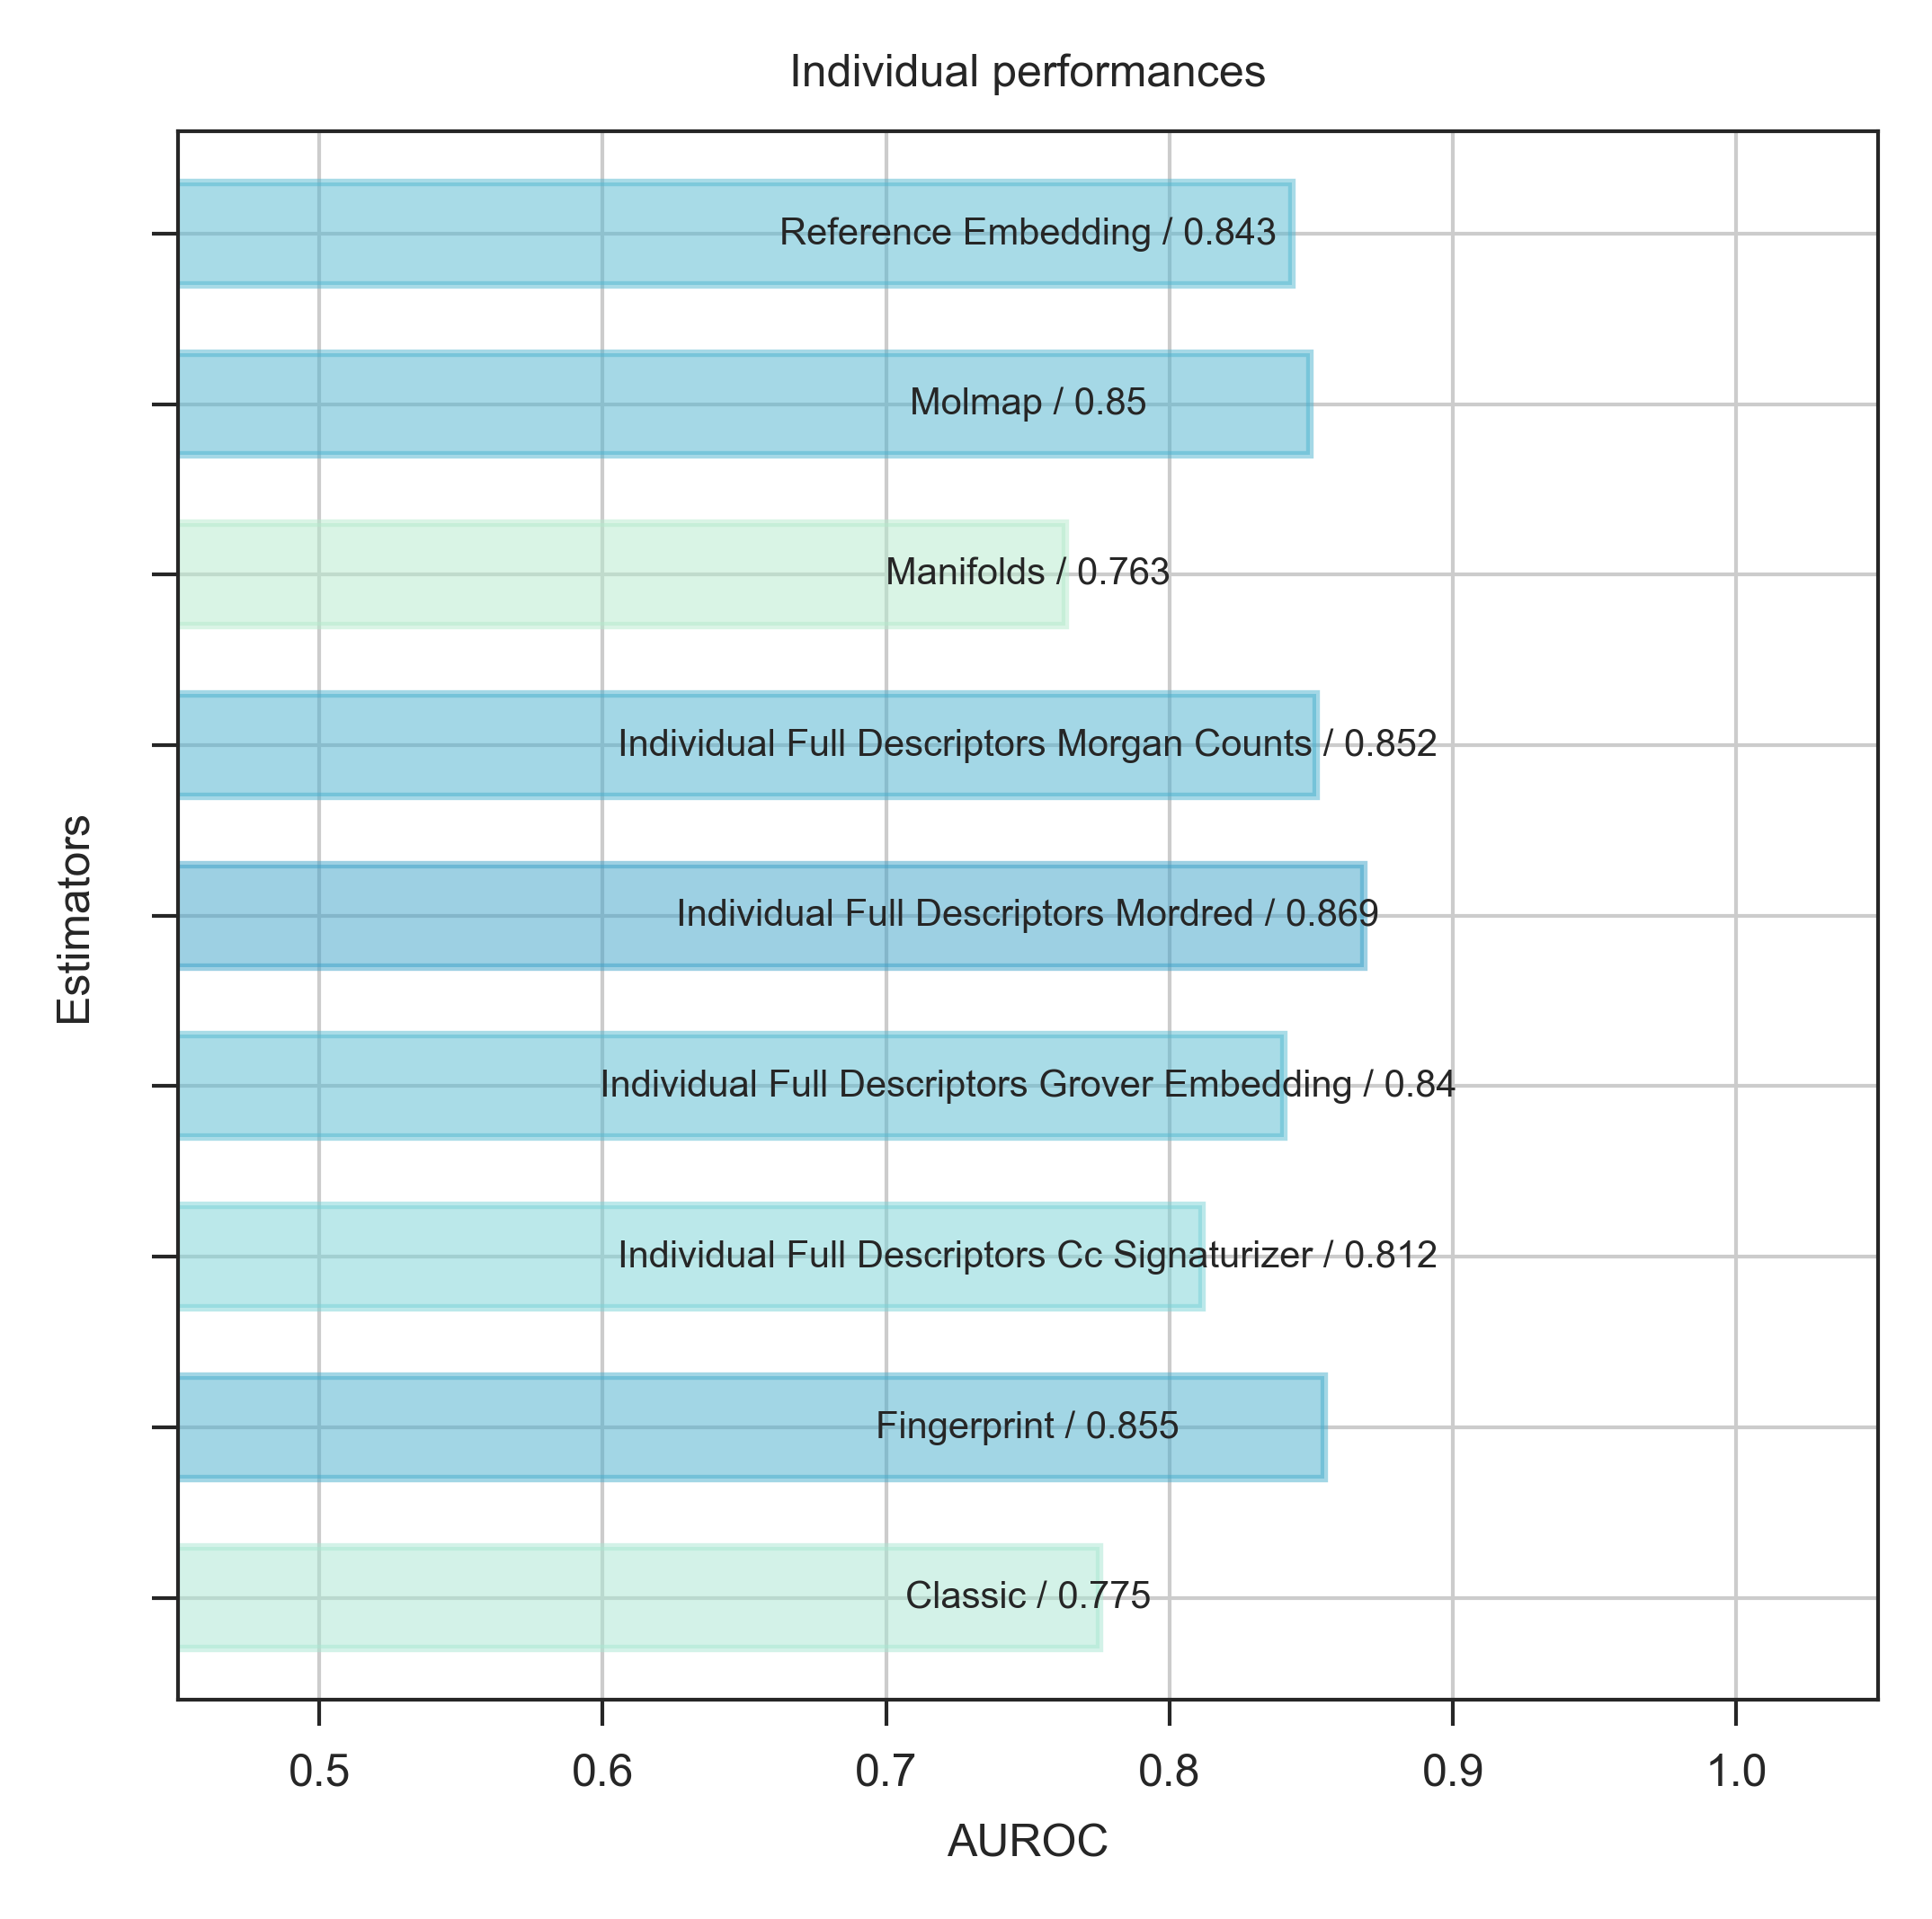 Individual performances
Reference Embedding / 0.843
Molmap / 0.85
Manifolds / 0.763
Individual Full Descriptors Morgan Counts / 0.852
Individual Full Descriptors Mordred / 0.869
Individual Full Descriptors Grover Embedding / 0.84
Individual Full Descriptors Cc Signaturizer / 0.812
Fingerprint / 0.855
Classic / 0.775
Estimators
0.5 0.6 0.7 0.8 0.9 1.0
AUROC